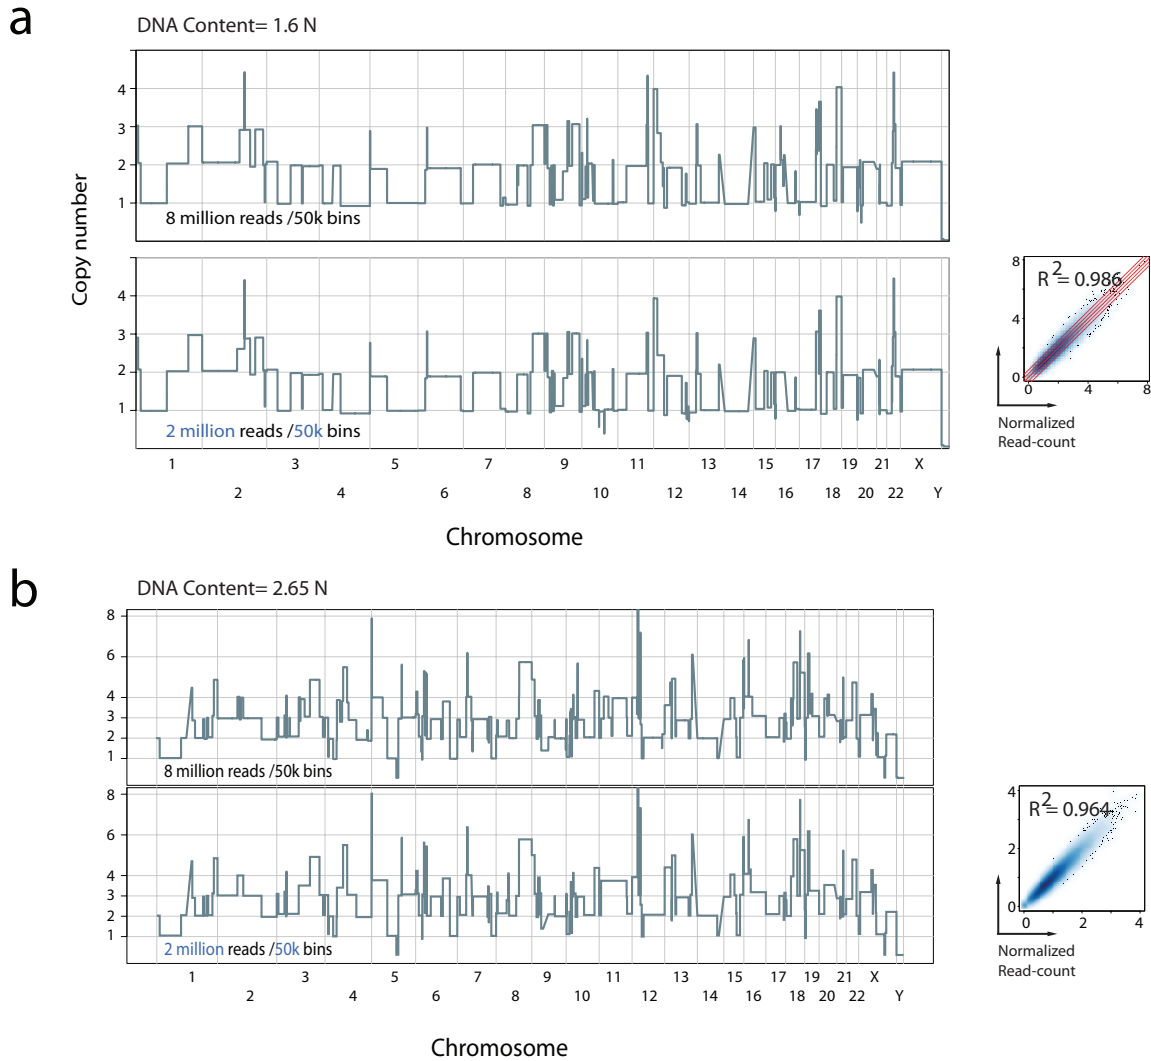 a
DNA Content= 1.6 N
4
3
2
1
8 million reads /50k bins
Copy number
4
3
2
1
2 million reads /50k bins
1 3 5 7 9 11 13 15 17 19 21 X
2 4 6 8 10 12 14 16 18 20 22 Y
Chromosome
8
4
0
R2= 0.986
0 4 8
Normalized
Read-count
b
DNA Content= 2.65 N
8
6
4
3
2
1
8 million reads /50k bins
8
6
4
3
2
1
2 million reads /50k bins
1 3 5 7 9 11 13 15 17 19 21 X
2 4 6 8 10 12 14 16 18 20 22 Y
Chromosome
4
2
0
R2= 0.964
0 2 4
Normalized
Read-count